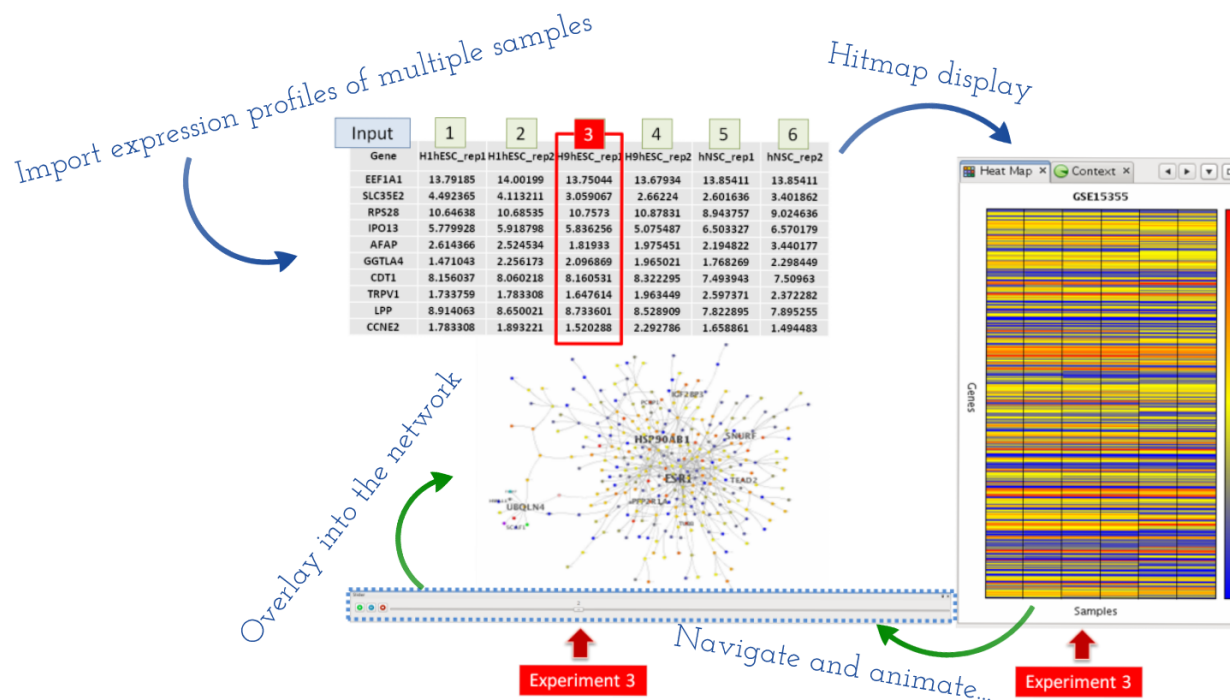 Import expression profiles of multiple samples
Hitmap display
Input 1 2 3 4 5 6
Gene H1hESC_rep1 H1hESC_rep2 H9hESC_rep1 H9hESC_rep2 hNSC_rep1 hNSC_rep2
EEF1A1 13.79185 14.00199 13.75044 13.67934 13.85411 13.85411
SLC35E2 4.492365 4.113211 3.059067 2.66224 2.601636 3.401862
RPS28 10.64638 10.68535 10.7573 10.87831 8.943757 9.024636
IPO13 5.779928 5.918798 5.836256 5.075487 6.503327 6.570179
AFAP 2.614366 2.524534 1.81933 1.975451 2.194822 3.440177
GGTLA4 1.471043 2.256173 2.096869 1.965021 1.768269 2.298449
CDT1 8.156037 8.060218 8.160531 8.322295 7.493943 7.50963
TRPV1 1.733759 1.783308 1.647614 1.963449 2.597371 2.372282
LPP 8.914063 8.650021 8.733601 8.528909 7.822895 7.895255
CCNE2 1.783308 1.893221 1.520288 2.292786 1.658861 1.494483
Heat Map × Context ×
GSE15355
Genes
Samples
HSP90AB1
SNURF
ESR1
TEAD2
UBQLN4
Overlay into the network
2
Navigate and animate...
Experiment 3
Experiment 3